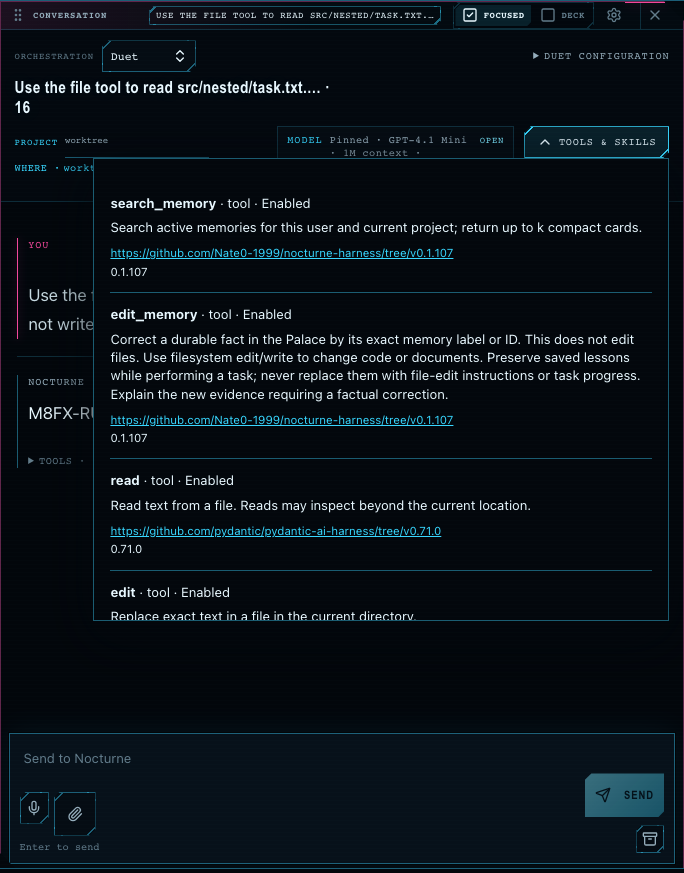 CONVERSATION
USE THE FILE TOOL TO READ SRC/NESTED/TASK.TXT.…
FOCUSED
DECK
ORCHESTRATION
Duet
DUET CONFIGURATION
Use the file tool to read src/nested/task.txt.... ·
16
PROJECT worktree
MODEL Pinned · GPT-4.1 Mini OPEN
· 1M context ·
TOOLS & SKILLS
WHERE · workt
search_memory · tool · Enabled
Search active memories for this user and current project; return up to k compact cards.
https://github.com/Nate0-1999/nocturne-harness/tree/v0.1.107
0.1.107
edit_memory · tool · Enabled
Correct a durable fact in the Palace by its exact memory label or ID. This does not edit
files. Use filesystem edit/write to change code or documents. Preserve saved lessons
while performing a task; never replace them with file-edit instructions or task progress.
Explain the new evidence requiring a factual correction.
https://github.com/Nate0-1999/nocturne-harness/tree/v0.1.107
0.1.107
read · tool · Enabled
Read text from a file. Reads may inspect beyond the current location.
https://github.com/pydantic/pydantic-ai-harness/tree/v0.71.0
0.71.0
edit · tool · Enabled
Replace exact text in a file in the current directory.
YOU
Use the
not write
NOCTURNE
M8FX-RU
TOOLS ·
Send to Nocturne
SEND
Enter to send